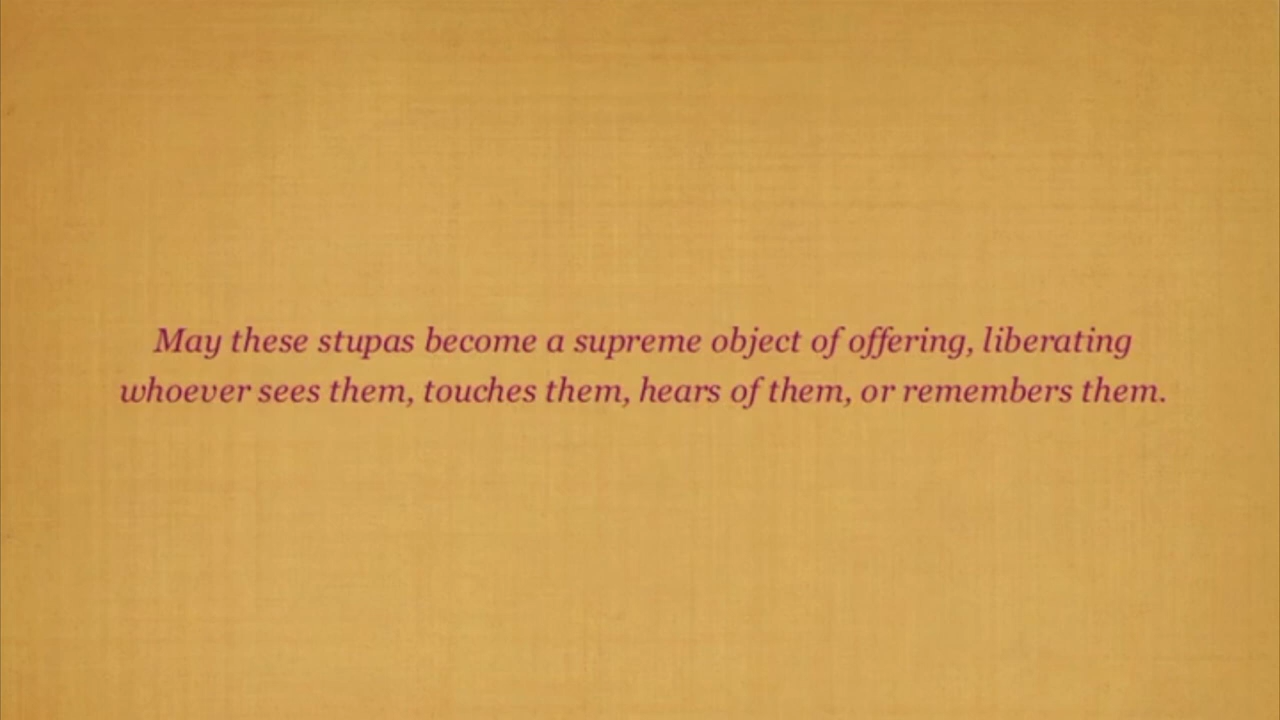 May these stupas become a supreme object of offering, liberating
whoever sees them, touches them, hears of them, or remembers them.